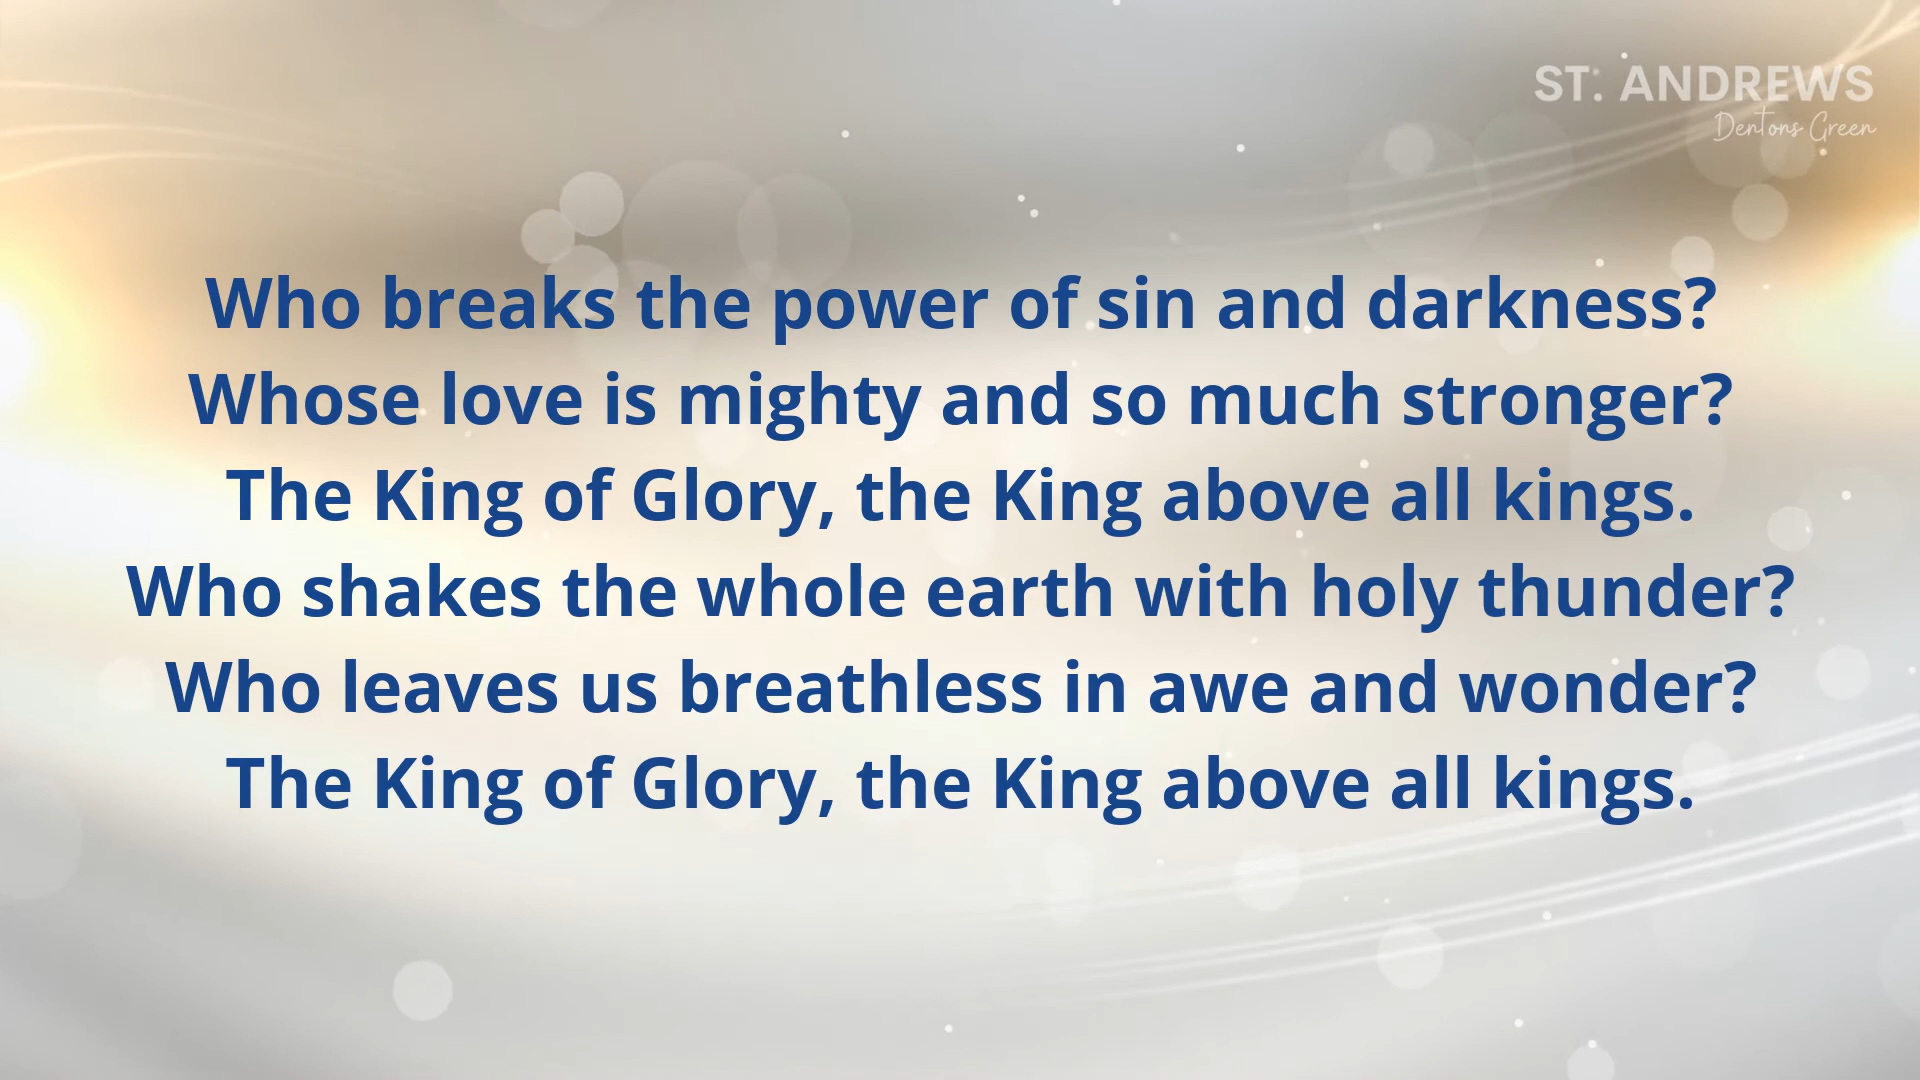 ST. ANDREWS
Dentons Green
Who breaks the power of sin and darkness?
Whose love is mighty and so much stronger?
The King of Glory, the King above all kings.
Who shakes the whole earth with holy thunder?
Who leaves us breathless in awe and wonder?
The King of Glory, the King above all kings.